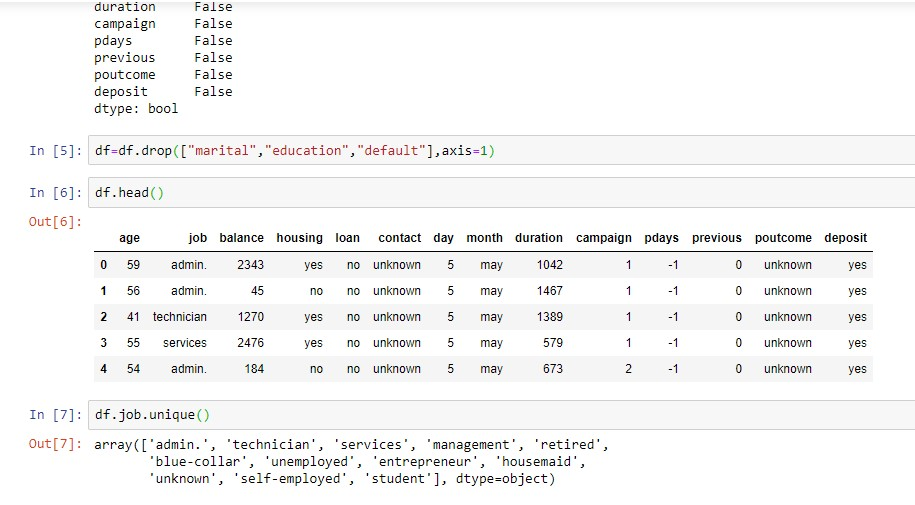 duration False
campaign False
pdays False
previous False
poutcome False
deposit False
dtype: bool
In [5]: df=df.drop(["marital","education","default"],axis=1)
In [6]: df.head()
Out[6]:
age job balance housing loan contact day month duration campaign pdays previous poutcome deposit
0 59 admin. 2343 yes no unknown 5 may 1042 1 -1 0 unknown yes
1 56 admin. 45 no no unknown 5 may 1467 1 -1 0 unknown yes
2 41 technician 1270 yes no unknown 5 may 1389 1 -1 0 unknown yes
3 55 services 2476 yes no unknown 5 may 579 1 -1 0 unknown yes
4 54 admin. 184 no no unknown 5 may 673 2 -1 0 unknown yes
In [7]: df.job.unique()
Out[7]: array(['admin.', 'technician', 'services', 'management', 'retired',
'blue-collar', 'unemployed', 'entrepreneur', 'housemaid',
'unknown', 'self-employed', 'student'], dtype=object)